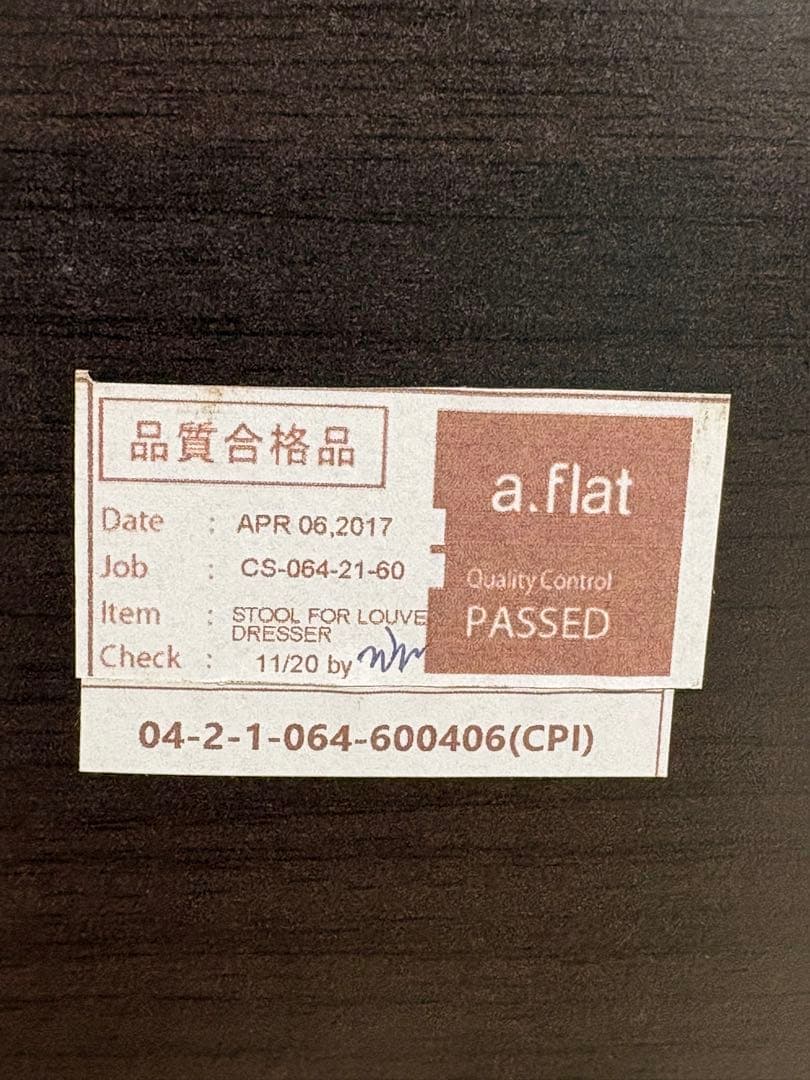 品質合格品
a.flat
Quality Control
PASSED
Date : APR 06,2017
Job : CS-064-21-60
Item : STOOL FOR LOUVE
DRESSER
Check : 11/20 by
04-2-1-064-600406(CPI)